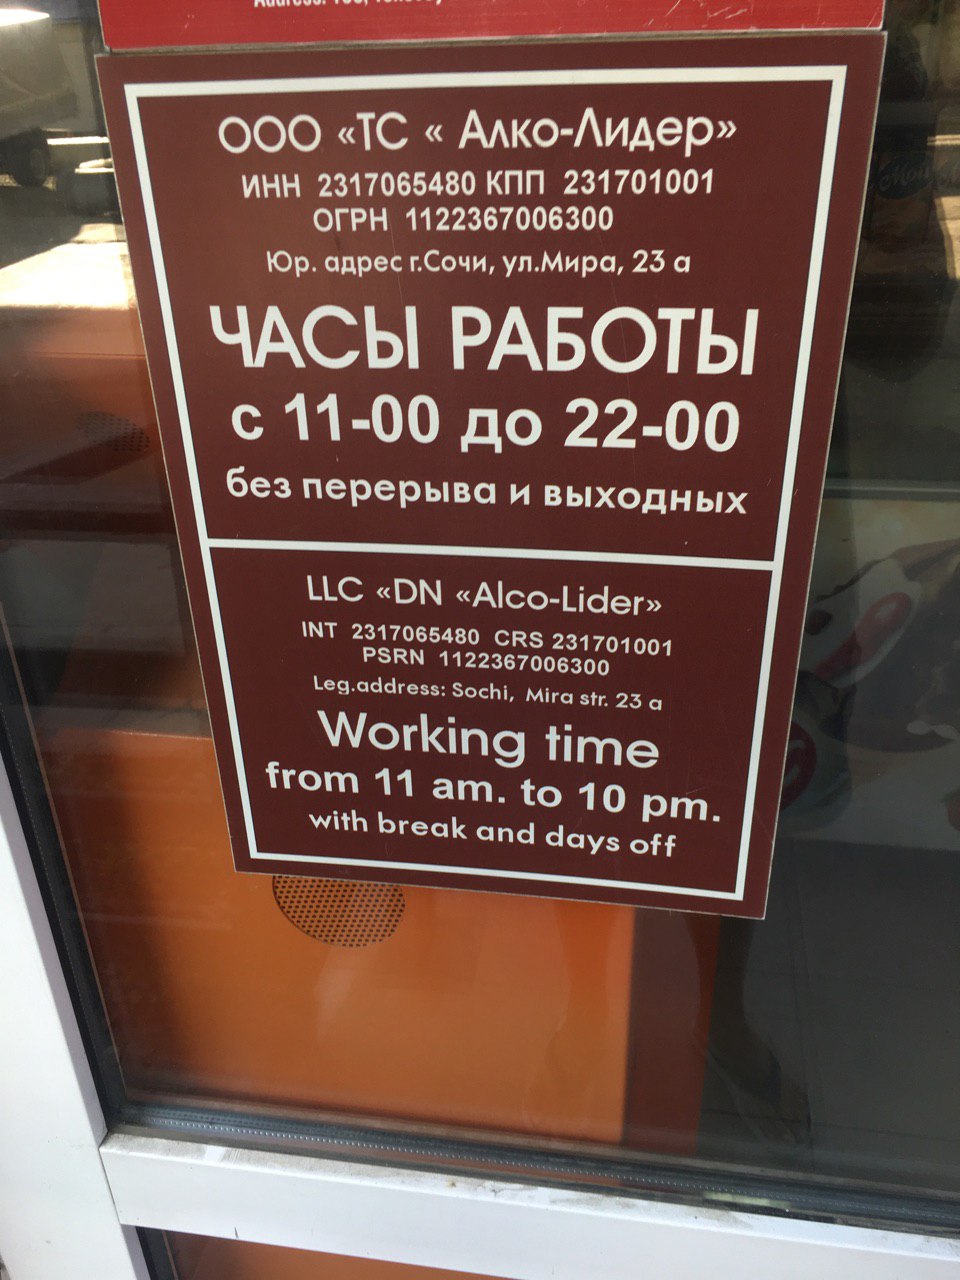 ООО «ТС « Алко-Лидер»
ИНН 2317065480 КПП 231701001
ОГРН 1122367006300
Юр. адрес г.Сочи, ул.Мира, 23 а
ЧАСЫ РАБОТЫ
с 11-00 до 22-00
без перерыва и выходных
LLC «DN «Alco-Lider»
INT 2317065480 CRS 231701001
PSRN 1122367006300
Leg.address: Sochi, Mira str. 23 a
Working time
from 11 am. to 10 pm.
with break and days off